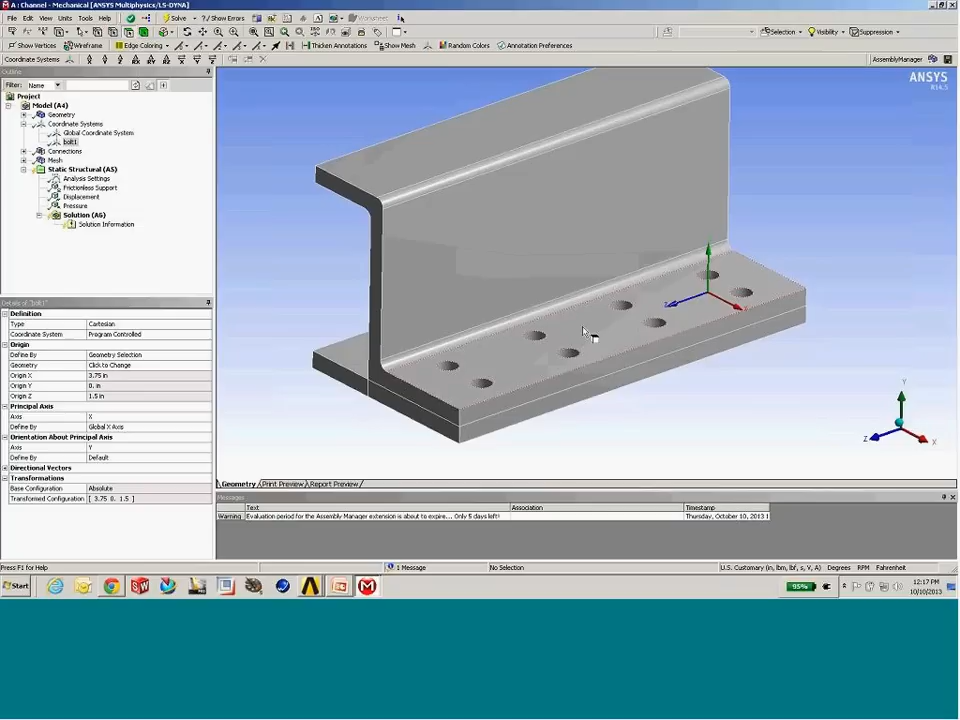 A : Channel - Mechanical [ANSYS Multiphysics/LS-DYNA]
File Edit View Units Tools Help Solve ?/Show Errors Worksheet
Show Vertices Wireframe Edge Coloring Thicken Annotations Show Mesh Random Colors Annotation Preferences Selection Visibility Suppression
Coordinate Systems AssemblyManager
Outline
Filter: Name
Project
Model (A4)
Geometry
Coordinate Systems
Global Coordinate System
bolt1
Connections
Mesh
Static Structural (A5)
Analysis Settings
Frictionless Support
Displacement
Pressure
Solution (A6)
Solution Information
Details of "bolt1"
Definition
Type Cartesian
Coordinate System Program Controlled
Origin
Define By Geometry Selection
Geometry Click to Change
Origin X 3.75 in
Origin Y 0. in
Origin Z 1.5 in
Principal Axis
Axis X
Define By Global X Axis
Orientation About Principal Axis
Axis Y
Define By Default
Directional Vectors
Transformations
Base Configuration Absolute
Transformed Configuration [ 3.75 0. 1.5 ]
ANSYS
R14.5
Y
Z
X
Geometry Print Preview Report Preview
Messages
Text Association Timestamp
Warning Evaluation period for the Assembly Manager extension is about to expire... Only 5 days left! Thursday, October 10, 2013 1
Press F1 for Help 1 Message No Selection U.S. Customary (in, lbm, lbf, s, V, A) Degrees RPM Fahrenheit
Start 95% 12:17 PM
10/10/2013